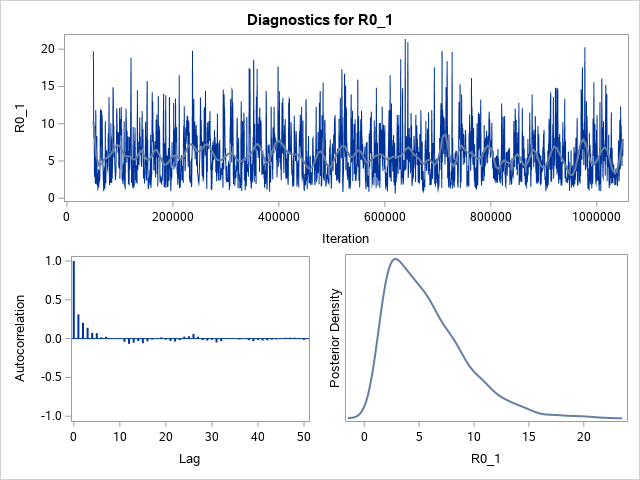 Diagnostics for R0_1
R0_1
20
15
10
5
0
0 200000 400000 600000 800000 1000000
Iteration
Autocorrelation
1.0
0.5
0.0
-0.5
-1.0
0 10 20 30 40 50
Lag
Posterior Density
0 5 10 15 20
R0_1